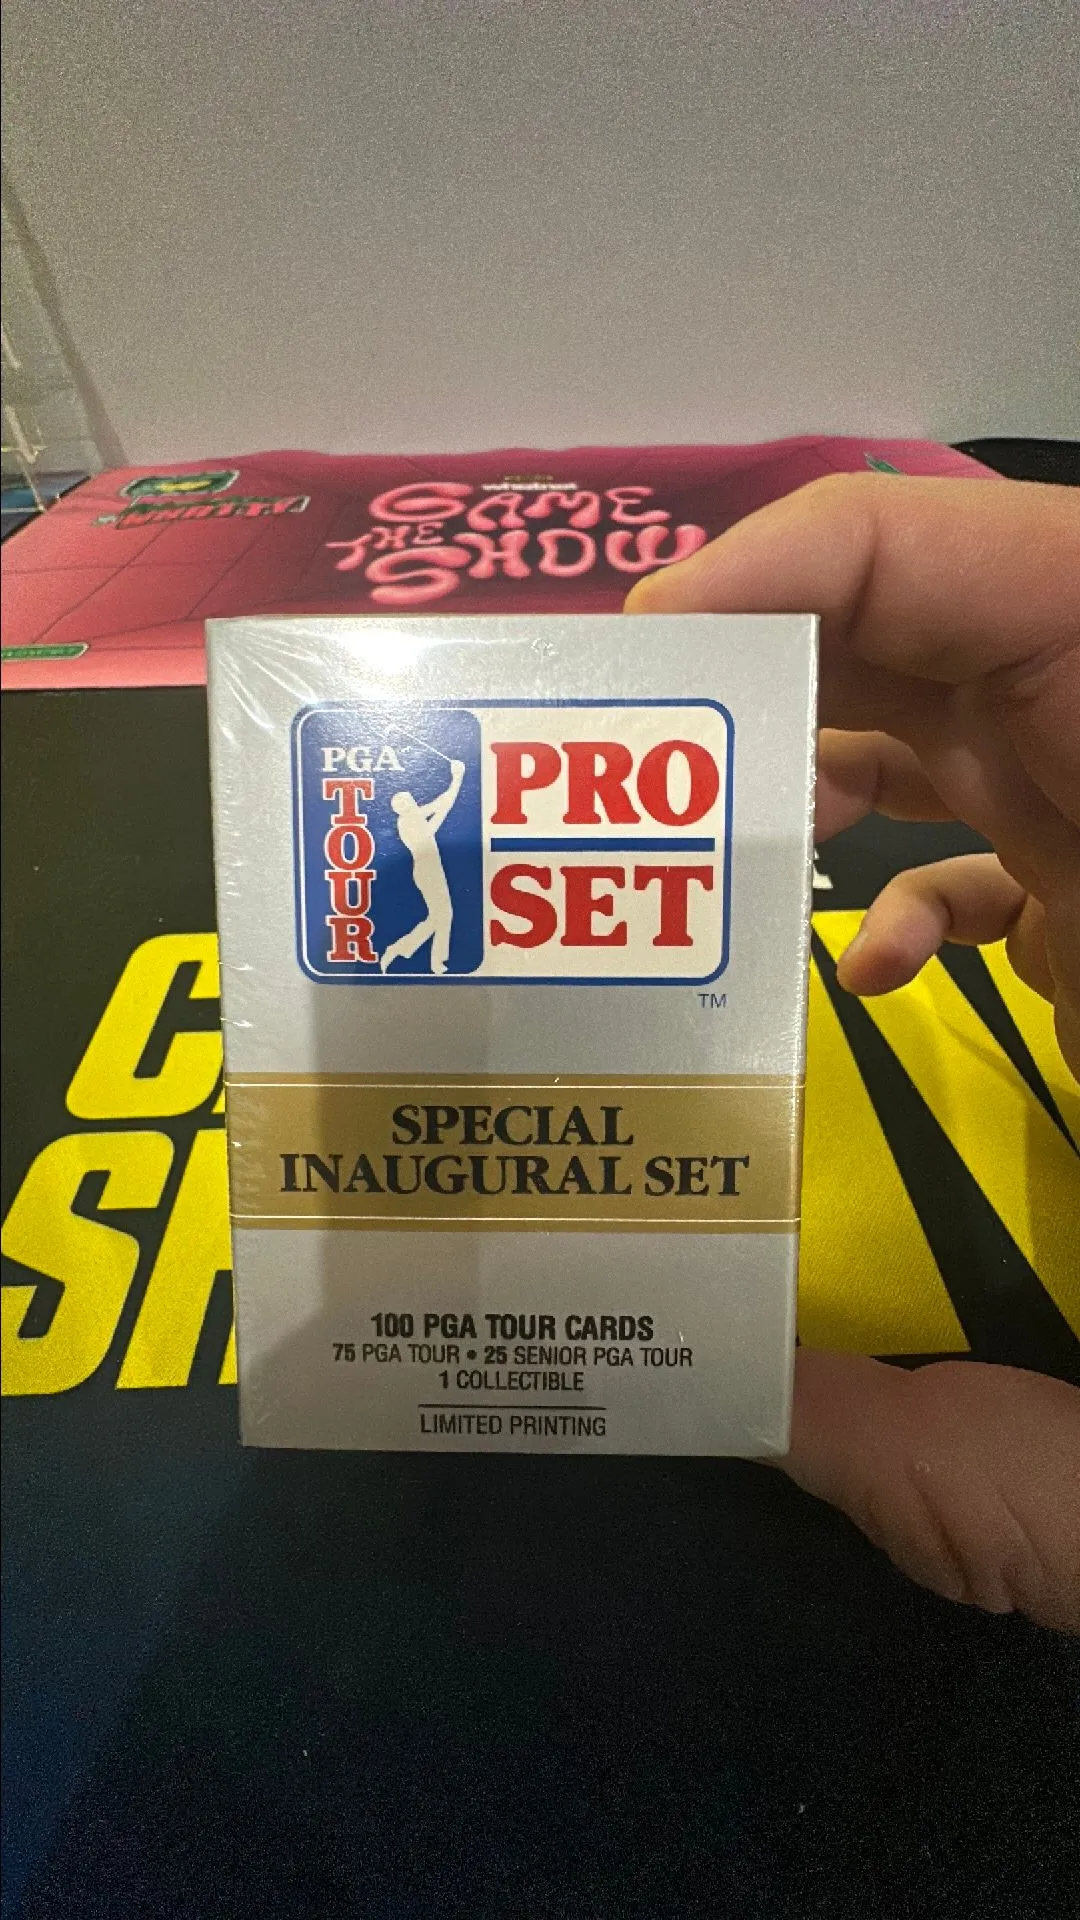 GAME
THE
SHOW
PGA
TOUR
PRO
SET
TM
SPECIAL
INAUGURAL SET
100 PGA TOUR CARDS
75 PGA TOUR • 25 SENIOR PGA TOUR
1 COLLECTIBLE
LIMITED PRINTING